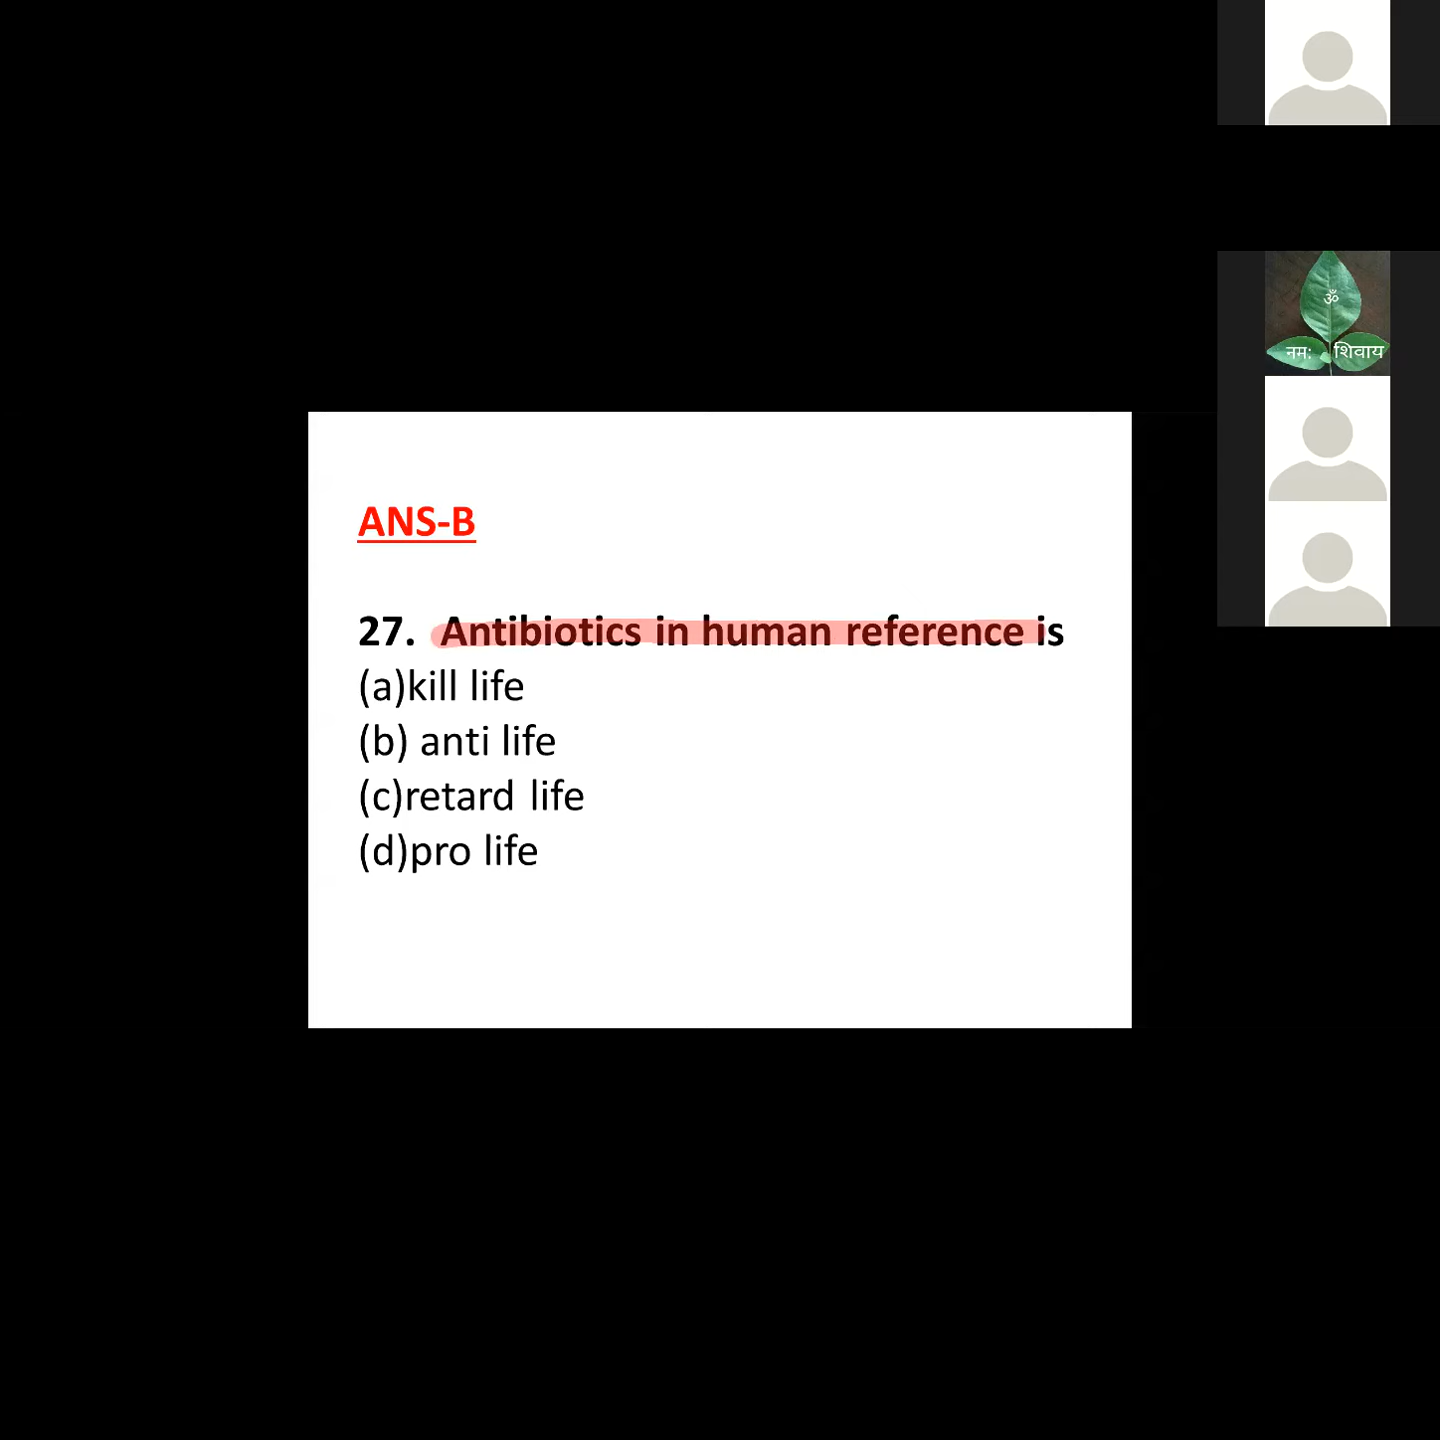 ॐ
नम: शिवाय
ANS-B
27. Antibiotics in human reference is
(a)kill life
(b) anti life
(c)retard life
(d)pro life